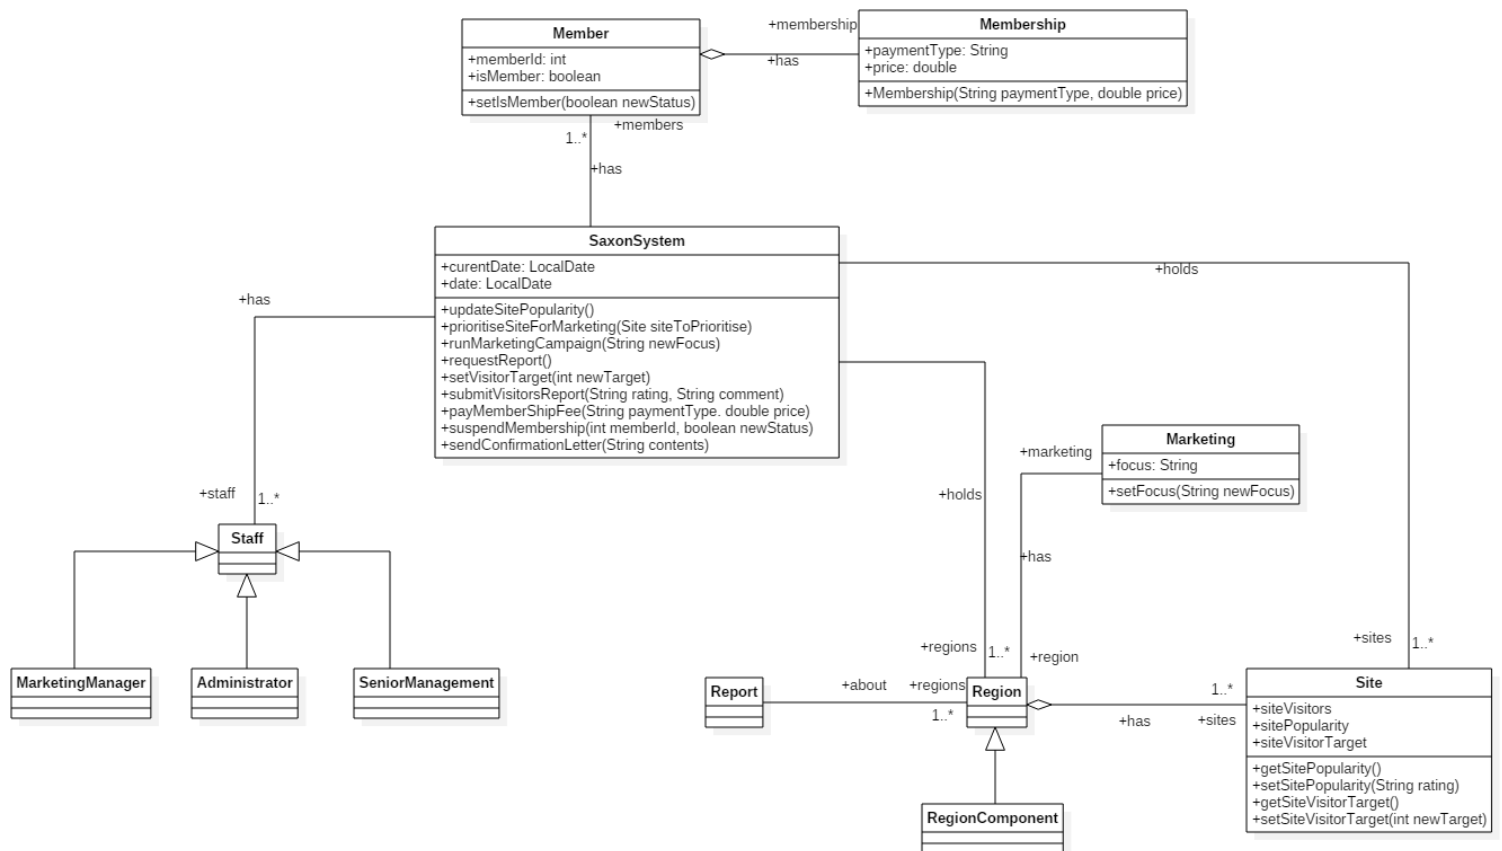 Member
+memberId: int
+isMember: boolean
+setIsMember(boolean newStatus)
+membership
+has
Membership
+paymentType: String
+price: double
+Membership(String paymentType, double price)
+members
1..*
+has
SaxonSystem
+curentDate: LocalDate
+date: LocalDate
+updateSitePopularity()
+prioritiseSiteForMarketing(Site siteToPrioritise)
+runMarketingCampaign(String newFocus)
+requestReport()
+setVisitorTarget(int newTarget)
+submitVisitorsReport(String rating, String comment)
+payMemberShipFee(String paymentType. double price)
+suspendMembership(int memberId, boolean newStatus)
+sendConfirmationLetter(String contents)
+holds
+has
+staff
1..*
Staff
MarketingManager
Administrator
SeniorManagement
+holds
+marketing
Marketing
+focus: String
+setFocus(String newFocus)
+has
+regions
1..*
+region
+sites
1..*
Report
+about
+regions
1..*
Region
+has
1..*
+sites
Site
+siteVisitors
+sitePopularity
+siteVisitorTarget
+getSitePopularity()
+setSitePopularity(String rating)
+getSiteVisitorTarget()
+setSiteVisitorTarget(int newTarget)
RegionComponent